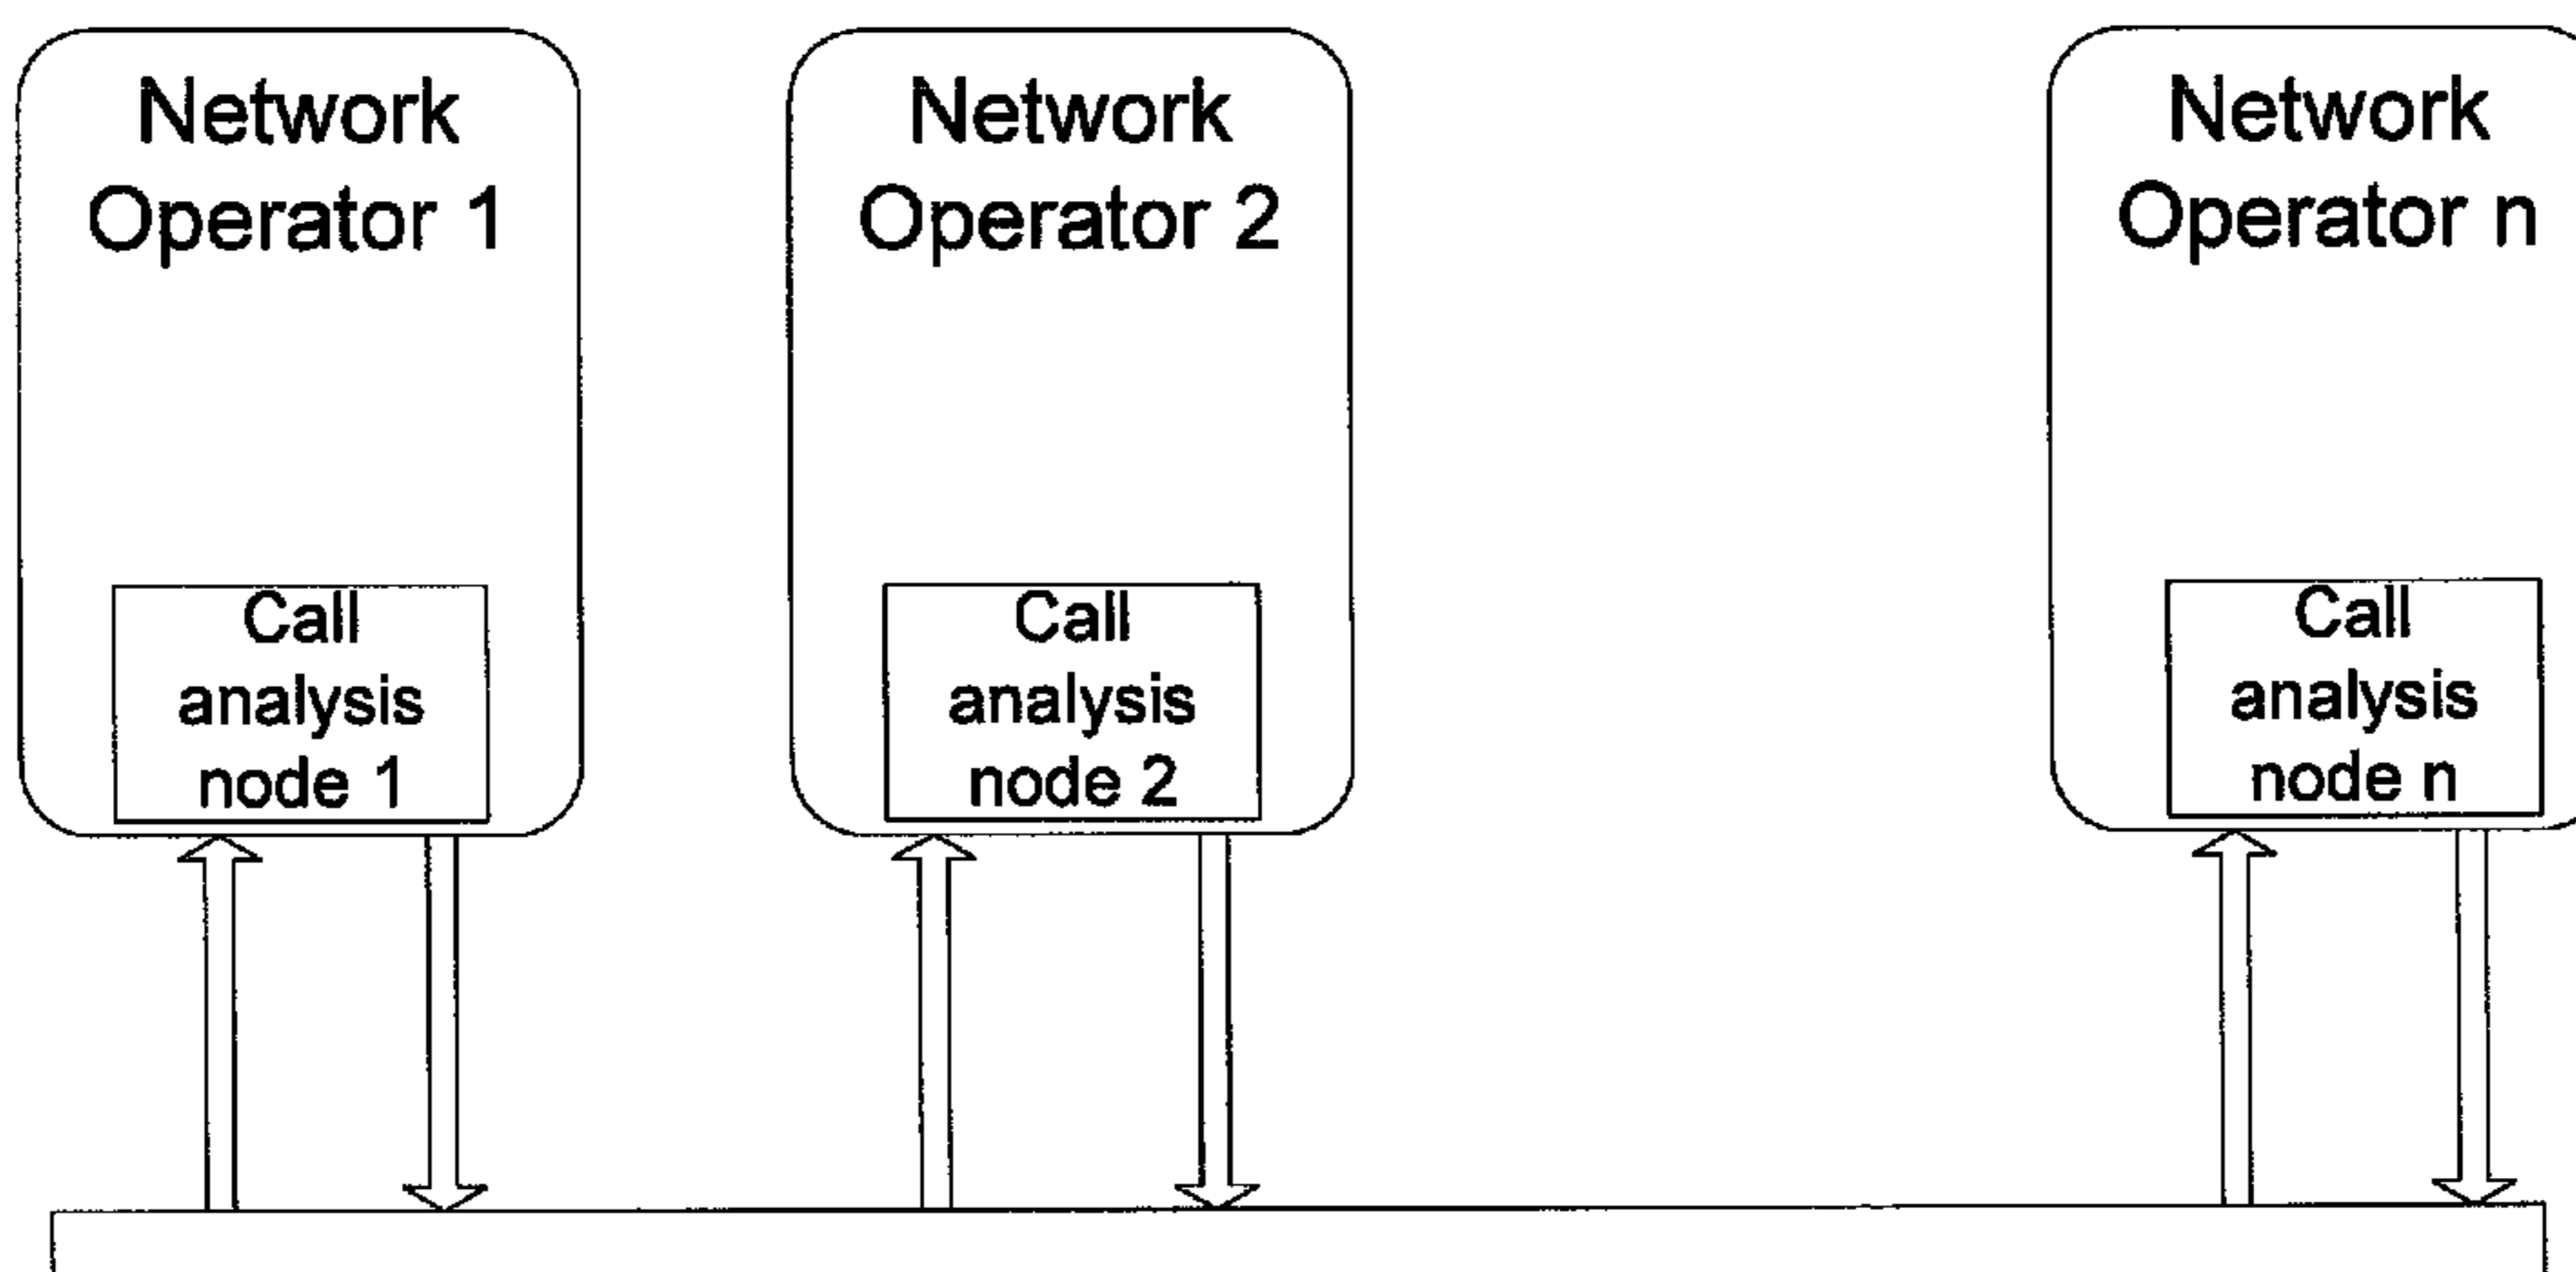 Network
Operator 1
Call
analysis
node 1
Network
Operator 2
Call
analysis
node 2
Network
Operator n
Call
analysis
node n